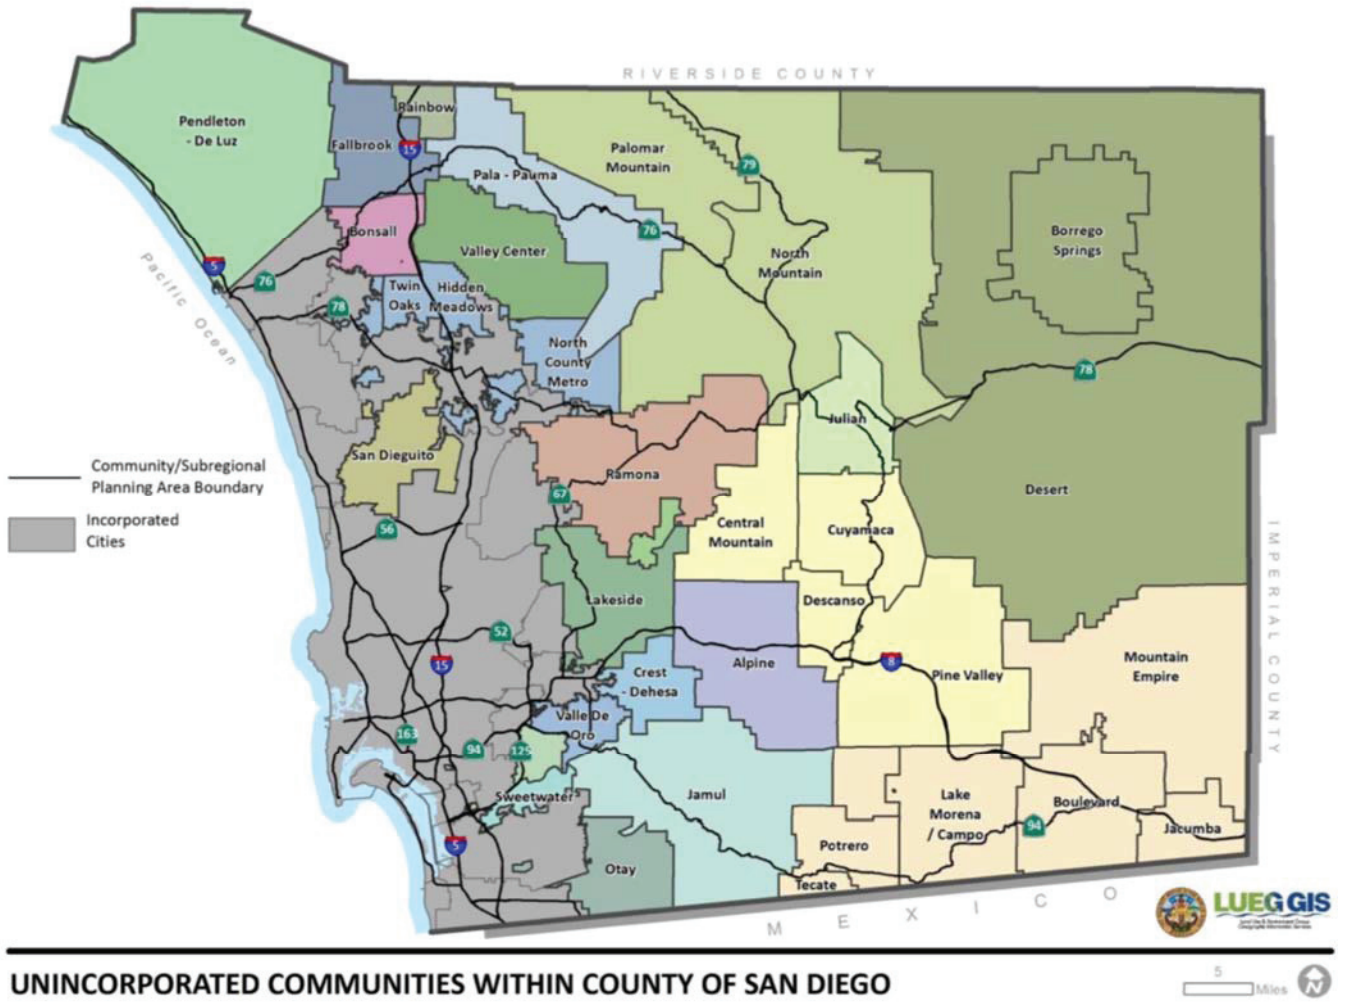 RIVERSIDE COUNTY
Pendleton
- De Luz
Rainbow
Fallbrook
15
Palomar
Mountain
79
Pala - Pauma
76
Borrego
Springs
Bonsall
Valley Center
North
Mountain
Pacific Ocean
5
76
Twin
Oaks
Hidden
Meadows
78
North
County
Metro
78
Julian
San Dieguito
Community/Subregional
Planning Area Boundary
Ramona
67
Desert
Incorporated
Cities
56
Central
Mountain
Cuyamaca
IMPERIAL COUNTY
Lakeside
Descanso
52
15
Alpine
8
Crest
- Dehesa
Pine Valley
Mountain
Empire
Valle De
Oro
163
94
125
Sweetwater
Jamul
Lake
Morena
/ Campo
Boulevard
94
Jacumba
5
Potrero
Otay
Tecate
MEXICO
LUEG GIS
UNINCORPORATED COMMUNITIES WITHIN COUNTY OF SAN DIEGO
5
Miles
N